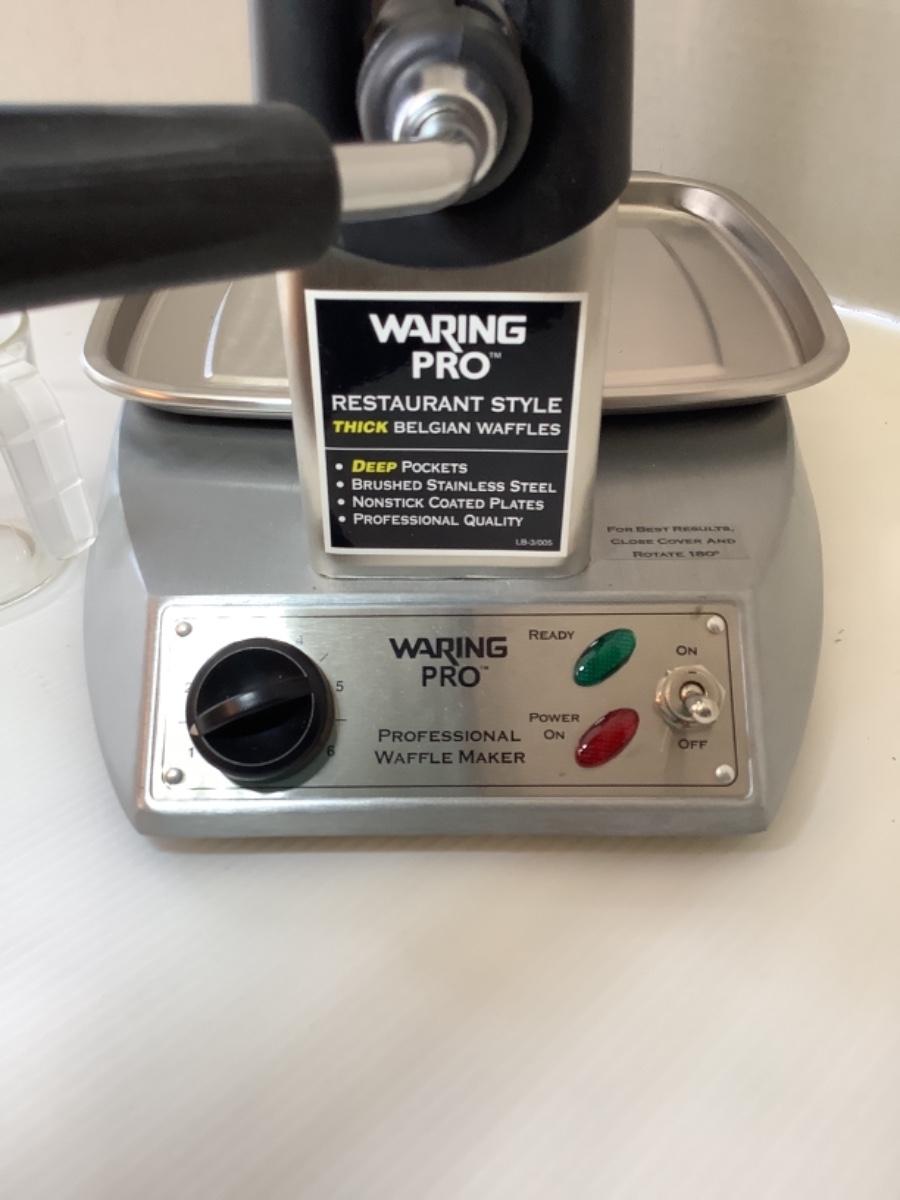 WARING
PRO™
RESTAURANT STYLE
THICK BELGIAN WAFFLES
• DEEP POCKETS
• BRUSHED STAINLESS STEEL
• NONSTICK COATED PLATES
• PROFESSIONAL QUALITY
LB-3/005
FOR BEST RESULTS,
CLOSE COVER AND
ROTATE 180°
1
2
4
5
6
WARING
PRO™
PROFESSIONAL
WAFFLE MAKER
READY
POWER
ON
ON
OFF